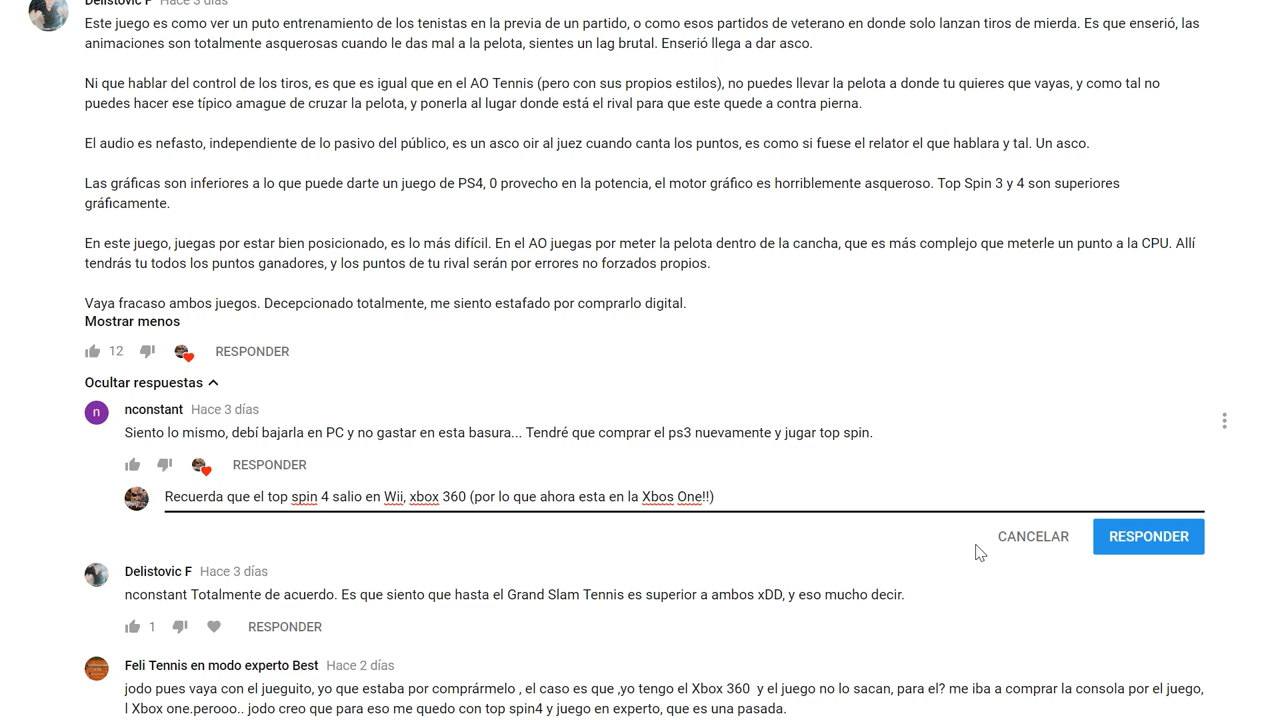 Delistovic F Hace 3 días
Este juego es como ver un puto entrenamiento de los tenistas en la previa de un partido, o como esos partidos de veterano en donde solo lanzan tiros de mierda. Es que enserió, las
animaciones son totalmente asquerosas cuando le das mal a la pelota, sientes un lag brutal. Enserió llega a dar asco.
Ni que hablar del control de los tiros, es que es igual que en el AO Tennis (pero con sus propios estilos), no puedes llevar la pelota a donde tu quieres que vayas, y como tal no
puedes hacer ese típico amague de cruzar la pelota, y ponerla al lugar donde está el rival para que este quede a contra pierna.
El audio es nefasto, independiente de lo pasivo del público, es un asco oir al juez cuando canta los puntos, es como si fuese el relator el que hablara y tal. Un asco.
Las gráficas son inferiores a lo que puede darte un juego de PS4, 0 provecho en la potencia, el motor gráfico es horriblemente asqueroso. Top Spin 3 y 4 son superiores
gráficamente.
En este juego, juegas por estar bien posicionado, es lo más difícil. En el AO juegas por meter la pelota dentro de la cancha, que es más complejo que meterle un punto a la CPU. Allí
tendrás tu todos los puntos ganadores, y los puntos de tu rival serán por errores no forzados propios.
Vaya fracaso ambos juegos. Decepcionado totalmente, me siento estafado por comprarlo digital.
Mostrar menos
12 RESPONDER
Ocultar respuestas
n nconstant Hace 3 días
Siento lo mismo, debí bajarla en PC y no gastar en esta basura... Tendré que comprar el ps3 nuevamente y jugar top spin.
RESPONDER
Recuerda que el top spin 4 salio en Wii, xbox 360 (por lo que ahora esta en la Xbos One!!)
CANCELAR RESPONDER
Delistovic F Hace 3 días
nconstant Totalmente de acuerdo. Es que siento que hasta el Grand Slam Tennis es superior a ambos xDD, y eso mucho decir.
1 RESPONDER
Feli Tennis en modo experto Best Hace 2 días
jodo pues vaya con el jueguito, yo que estaba por comprármelo , el caso es que ,yo tengo el Xbox 360 y el juego no lo sacan, para el? me iba a comprar la consola por el juego,
l Xbox one.perooo.. jodo creo que para eso me quedo con top spin4 y juego en experto, que es una pasada.